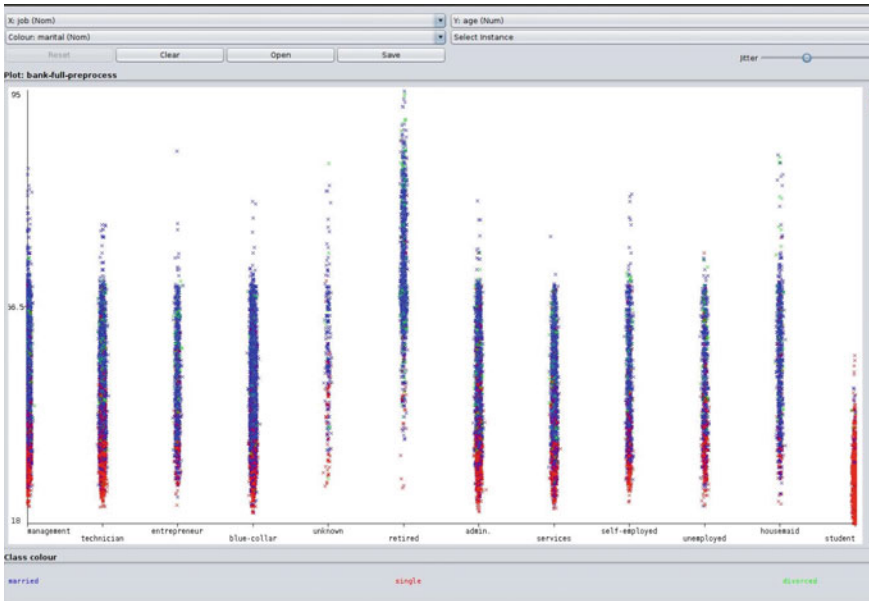 X: job (Nom) Y: age (Num)
Colour: marital (Nom) Select Instance
Reset Clear Open Save Jitter
Plot: bank-full-preprocess
95
56.5
18
management technician entrepreneur blue-collar unknown retired admin. services self-employed unemployed housemaid student
Class colour
married single divorced